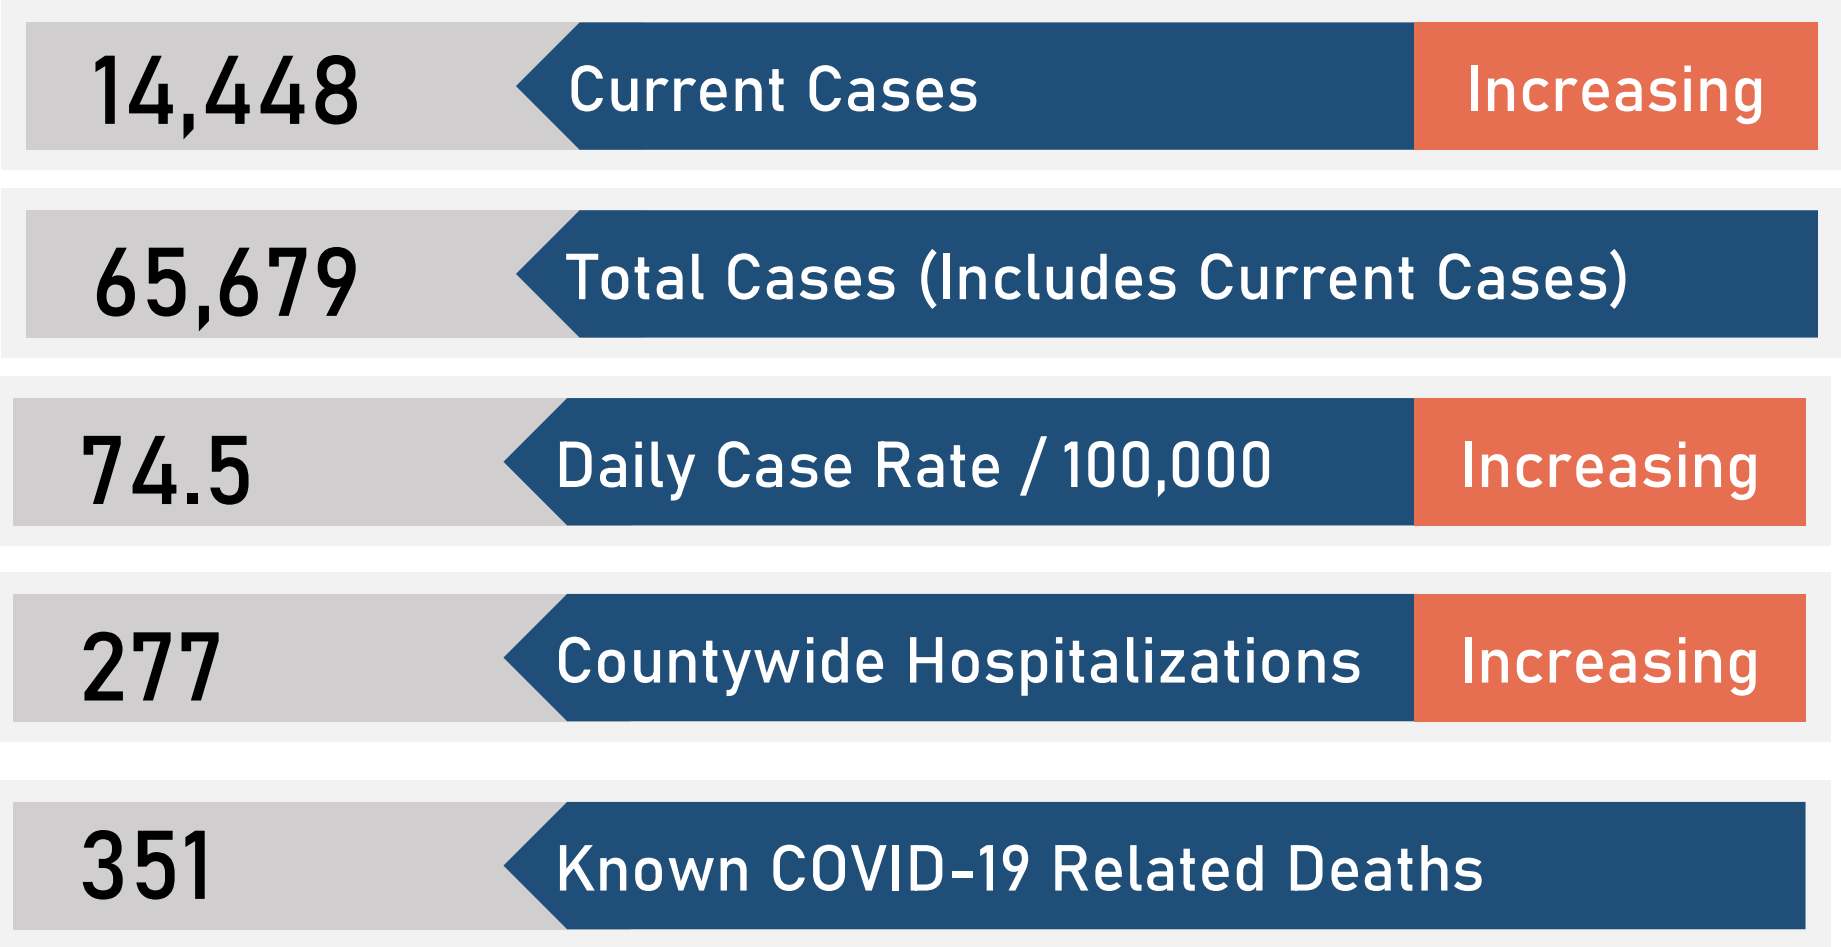 14,448 Current Cases Increasing
65,679 Total Cases (Includes Current Cases)
74.5 Daily Case Rate / 100,000 Increasing
277 Countywide Hospitalizations Increasing
351 Known COVID-19 Related Deaths